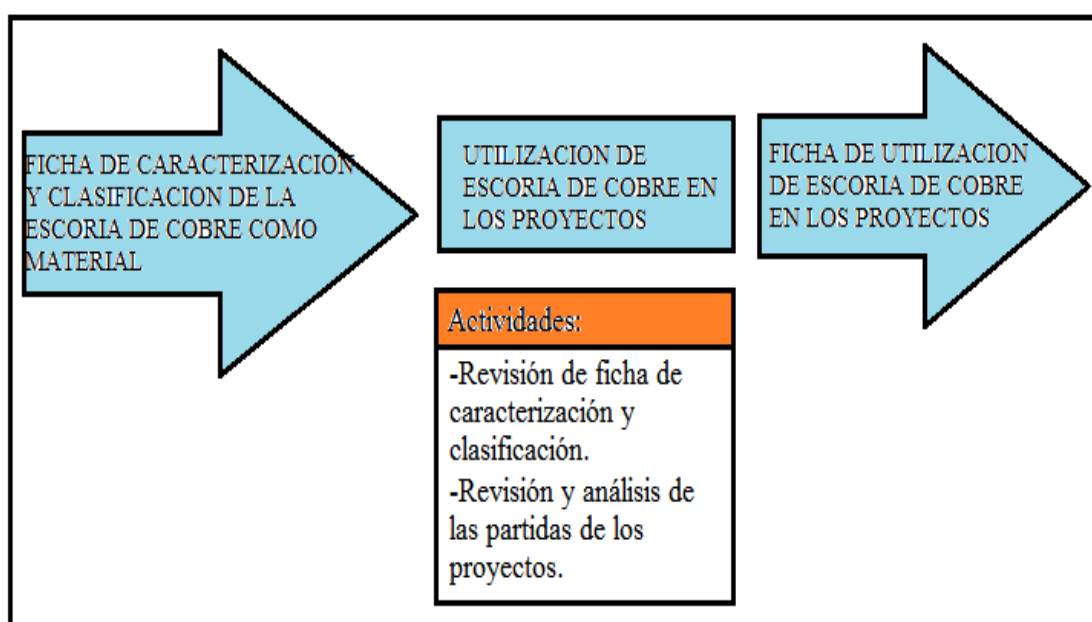 FICHA DE CARACTERIZACION
Y CLASIFICACION DE LA
ESCORIA DE COBRE COMO
MATERIAL
UTILIZACION DE
ESCORIA DE COBRE EN
LOS PROYECTOS
FICHA DE UTILIZACION
DE ESCORIA DE COBRE
EN LOS PROYECTOS
Actividades:
-Revisión de ficha de
caracterización y
clasificación.
-Revisión y análisis de
las partidas de los
proyectos.